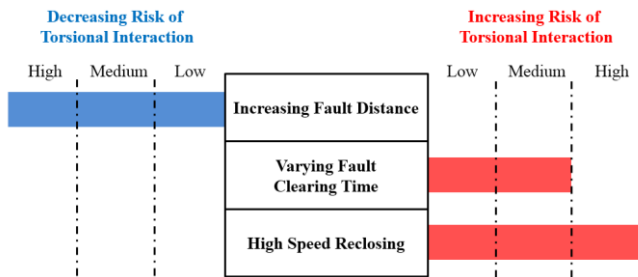 Decreasing Risk of
Torsional Interaction
Increasing Risk of
Torsional Interaction
High Medium Low
Low Medium High
Increasing Fault Distance
Varying Fault
Clearing Time
High Speed Reclosing